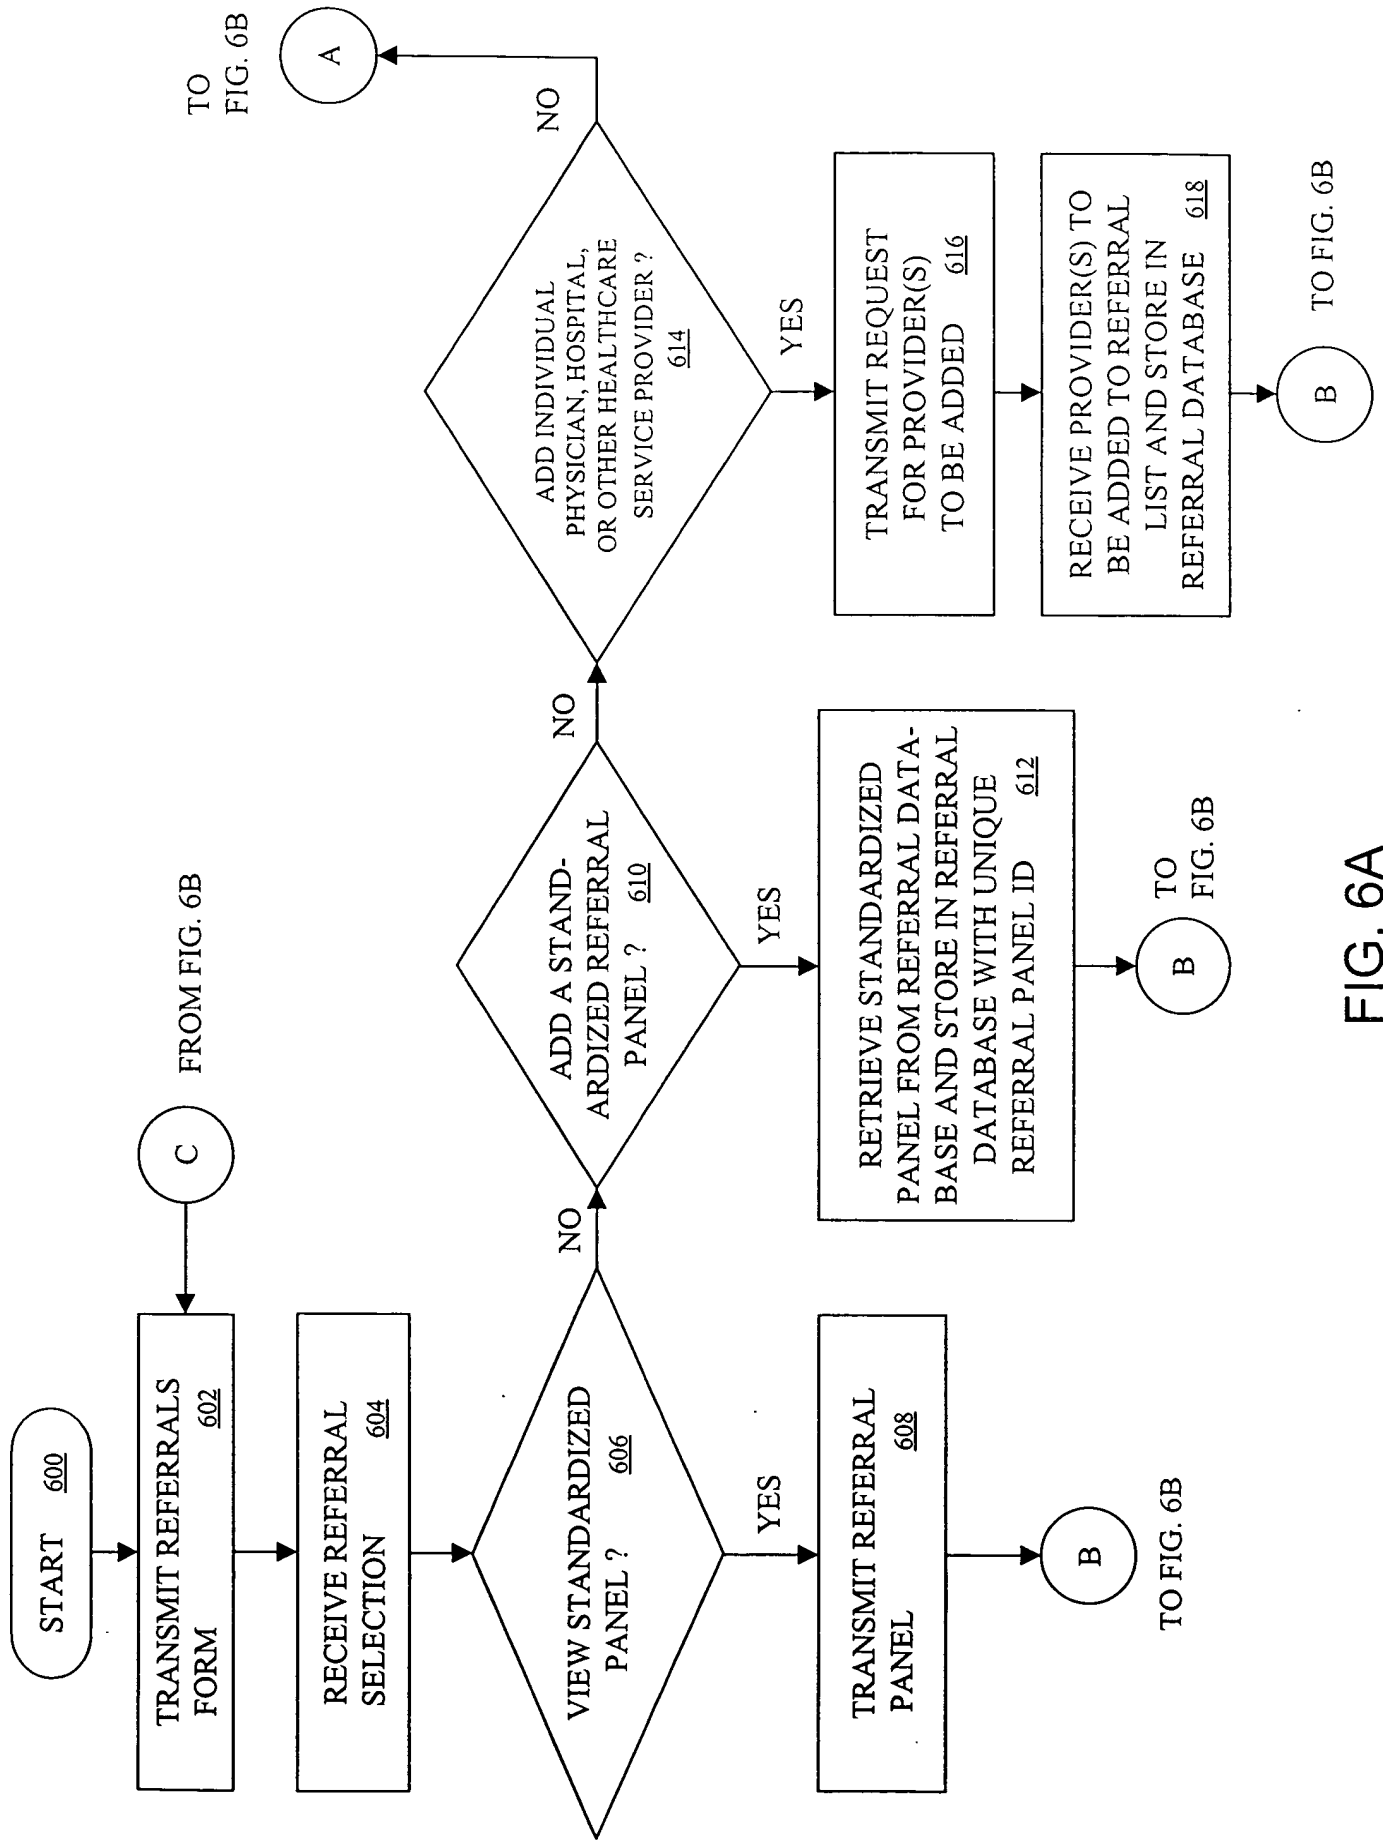 START 600
TRANSMIT REFERRALS
FORM 602
C
FROM FIG. 6B
RECEIVE REFERRAL
SELECTION 604
VIEW STANDARDIZED
PANEL ? 606
NO
YES
TRANSMIT REFERRAL
PANEL 608
B
TO FIG. 6B
ADD A STAND-
ARDIZED REFERRAL
PANEL ? 610
NO
YES
RETRIEVE STANDARDIZED
PANEL FROM REFERRAL DATA-
BASE AND STORE IN REFERRAL
DATABASE WITH UNIQUE
REFERRAL PANEL ID 612
B
TO
FIG. 6B
ADD INDIVIDUAL
PHYSICIAN, HOSPITAL,
OR OTHER HEALTHCARE
SERVICE PROVIDER ?
614
NO
TO
FIG. 6B
A
YES
TRANSMIT REQUEST
FOR PROVIDER(S)
TO BE ADDED 616
RECEIVE PROVIDER(S) TO
BE ADDED TO REFERRAL
LIST AND STORE IN
REFERRAL DATABASE 618
B
TO FIG. 6B
FIG. 6A